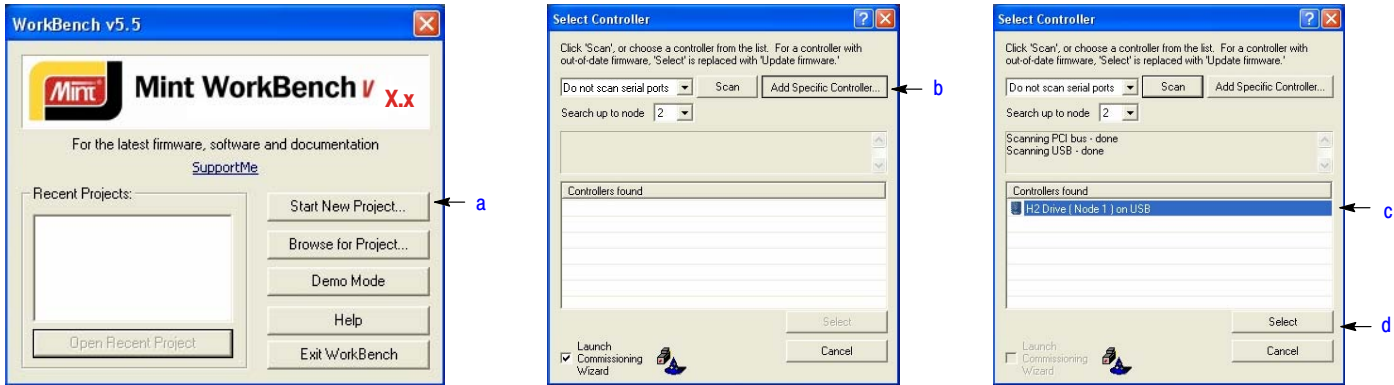 WorkBench v5.5
Mint
Mint WorkBench V X.x
For the latest firmware, software and documentation
SupportMe
Recent Projects:
Start New Project...
a
Browse for Project...
Demo Mode
Help
Open Recent Project
Exit WorkBench
Select Controller
Click 'Scan', or choose a controller from the list. For a controller with
out-of-date firmware, 'Select' is replaced with 'Update firmware.'
Do not scan serial ports
Scan
Add Specific Controller...
b
Search up to node 2
Controllers found
Select
Launch
Commissioning
Wizard
Cancel
Select Controller
Click 'Scan', or choose a controller from the list. For a controller with
out-of-date firmware, 'Select' is replaced with 'Update firmware.'
Do not scan serial ports
Scan
Add Specific Controller...
Search up to node 2
Scanning PCI bus - done
Scanning USB - done
Controllers found
H2 Drive ( Node 1 ) on USB
c
Select
d
Launch
Commissioning
Wizard
Cancel